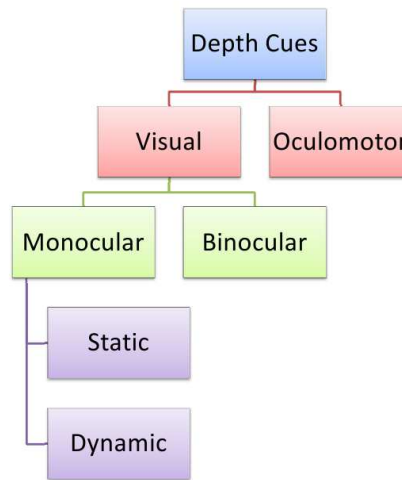 Depth Cues
Visual
Oculomotor
Monocular
Binocular
Static
Dynamic